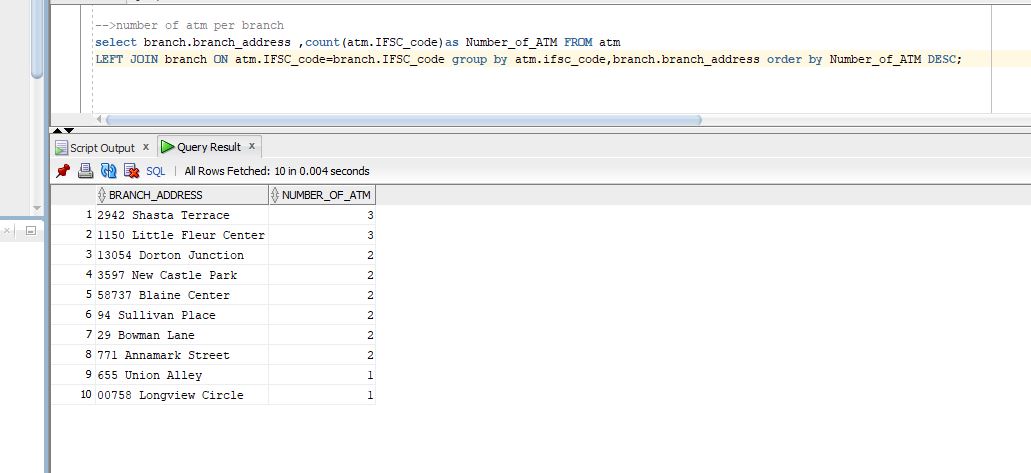 -->number of atm per branch
select branch.branch_address ,count(atm.IFSC_code)as Number_of_ATM FROM atm
LEFT JOIN branch ON atm.IFSC_code=branch.IFSC_code group by atm.ifsc_code,branch.branch_address order by Number_of_ATM DESC;
Script Output x Query Result x
SQL | All Rows Fetched: 10 in 0.004 seconds
BRANCH_ADDRESS NUMBER_OF_ATM
1 2942 Shasta Terrace 3
2 1150 Little Fleur Center 3
3 13054 Dorton Junction 2
4 3597 New Castle Park 2
5 58737 Blaine Center 2
6 94 Sullivan Place 2
7 29 Bowman Lane 2
8 771 Annamark Street 2
9 655 Union Alley 1
10 00758 Longview Circle 1